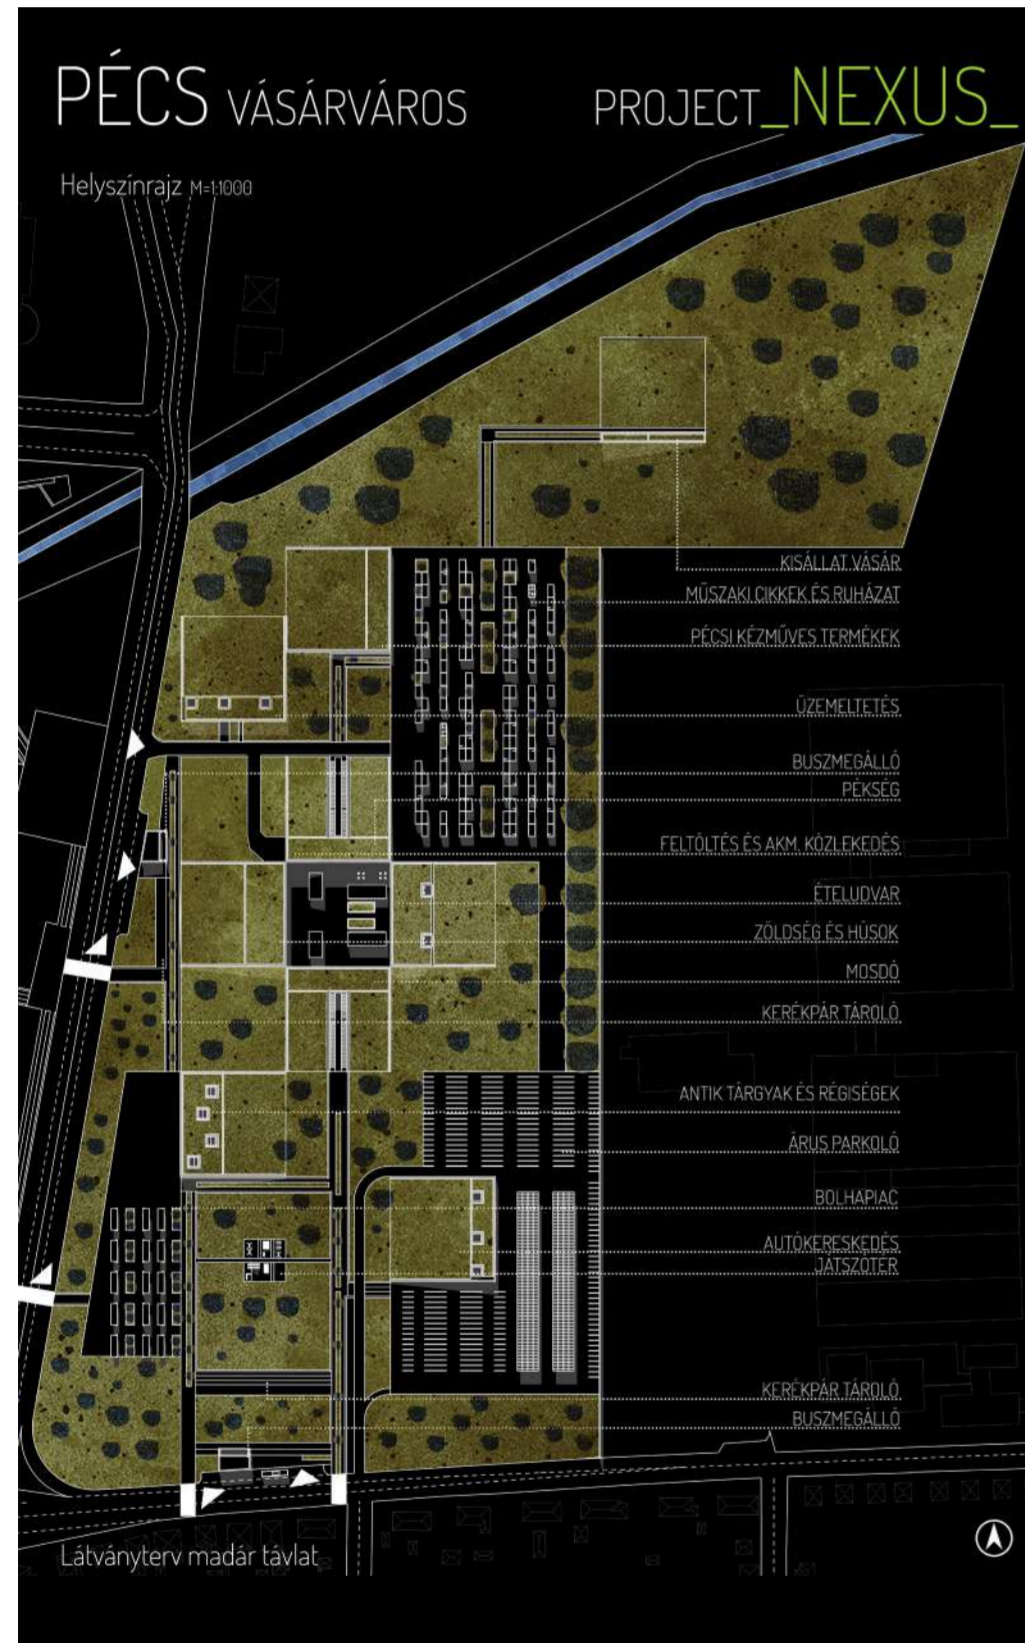 PÉCS VÁSÁRVÁROS PROJECT_NEXUS_
Helyszínrajz M=1:1000
KISÁLLAT VÁSÁR
MŰSZAKI CIKKEK ÉS RUHÁZAT
PÉCSI KÉZMŰVES TERMÉKEK
ÜZEMELTETÉS
BUSZMEGÁLLÓ
PÉKSÉG
FELTÖLTÉS ÉS AKM. KÖZLEKEDÉS
ÉTELUDVAR
ZÖLDSÉG ÉS HÚSOK
MOSDÓ
KERÉKPÁR TÁROLÓ
ANTIK TÁRGYAK ÉS RÉGISÉGEK
ÁRUS PARKOLÓ
BOLHAPIAC
AUTÓKERESKEDÉS
JÁTSZÓTÉR
KERÉKPÁR TÁROLÓ
BUSZMEGÁLLÓ
Látványterv madár távlat